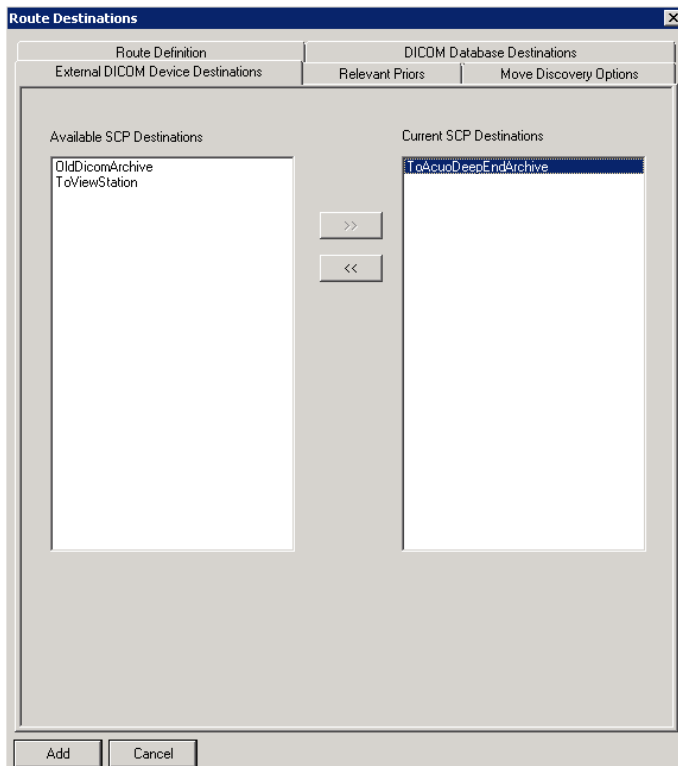 Route Destinations
Route Definition
DICOM Database Destinations
External DICOM Device Destinations
Relevant Priors
Move Discovery Options
Available SCP Destinations
Current SCP Destinations
OldDicomArchive
ToViewStation
ToAcuoDeepEndArchive
>>
<<
Add
Cancel